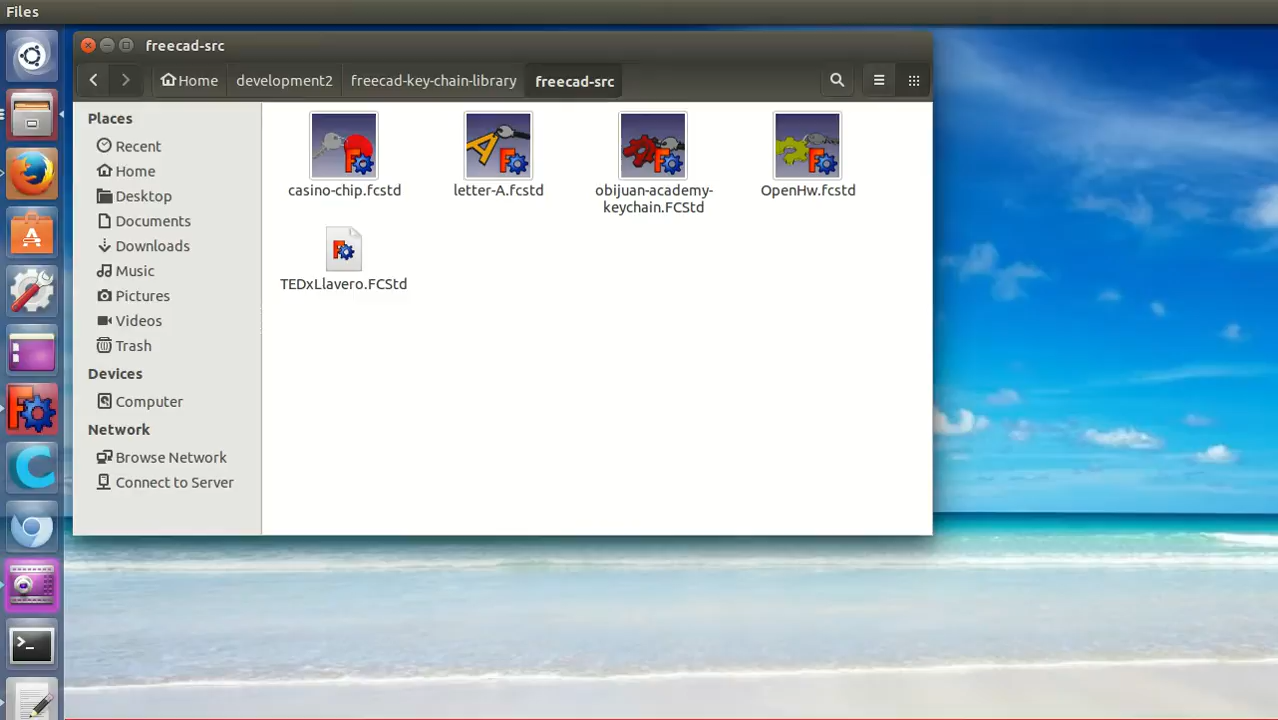 Files
freecad-src
Home
development2
freecad-key-chain-library
freecad-src
Places
Recent
Home
Desktop
Documents
Downloads
Music
Pictures
Videos
Trash
Devices
Computer
Network
Browse Network
Connect to Server
casino-chip.fcstd
letter-A.fcstd
obijuan-academy-
keychain.FCStd
OpenHw.fcstd
TEDxLlavero.FCStd